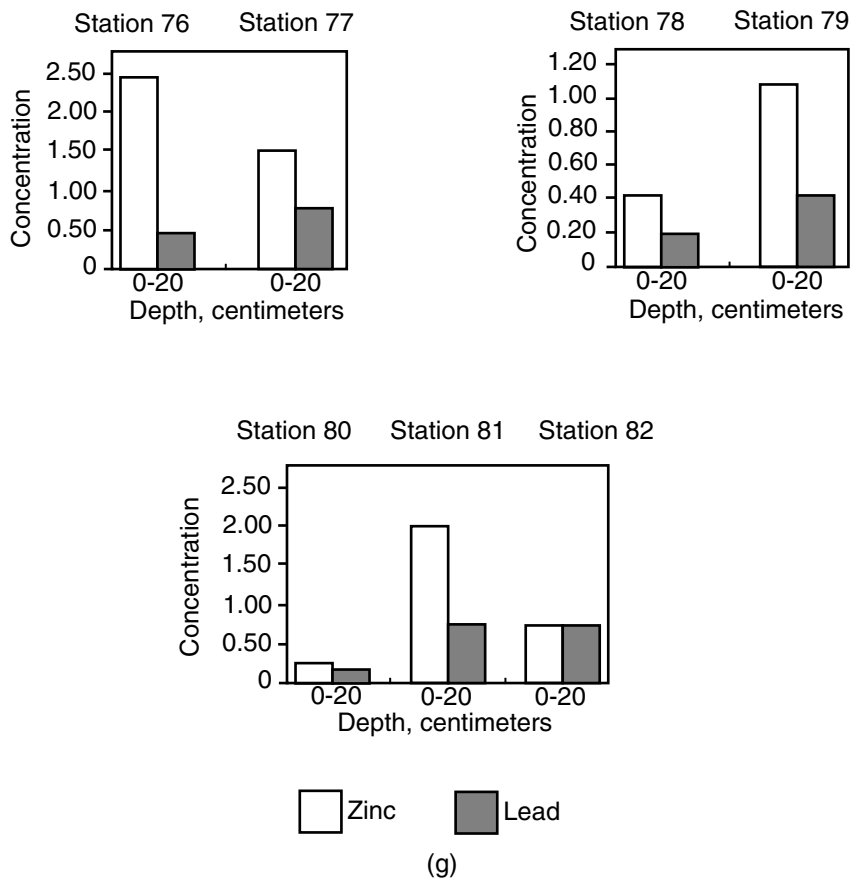 Station 76 Station 77
2.50
2.00
1.50
1.00
0.50
0
Concentration
0-20 0-20
Depth, centimeters
Station 78 Station 79
1.20
1.00
0.80
0.60
0.40
0.20
0
Concentration
0-20 0-20
Depth, centimeters
Station 80 Station 81 Station 82
2.50
2.00
1.50
1.00
0.50
0
Concentration
0-20 0-20 0-20
Depth, centimeters
Zinc Lead
(g)